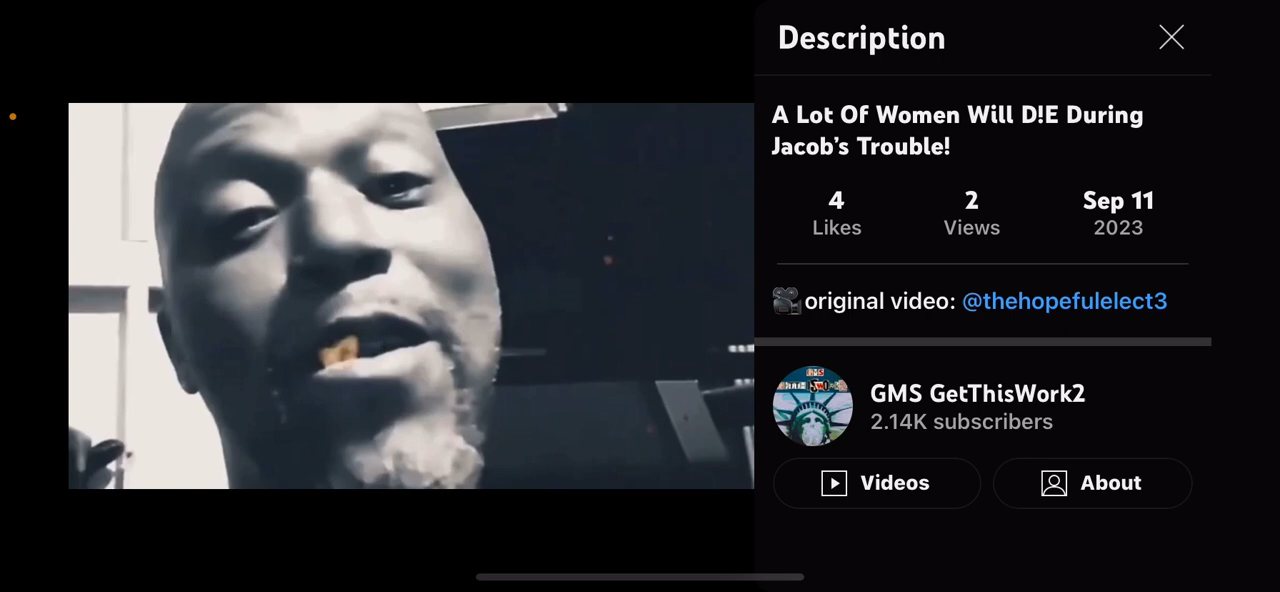 Description
A Lot Of Women Will D!E During
Jacob’s Trouble!
4 2 Sep 11
Likes Views 2023
original video: @thehopefulelect3
GMS
GMS GetThisWork2
2.14K subscribers
Videos About